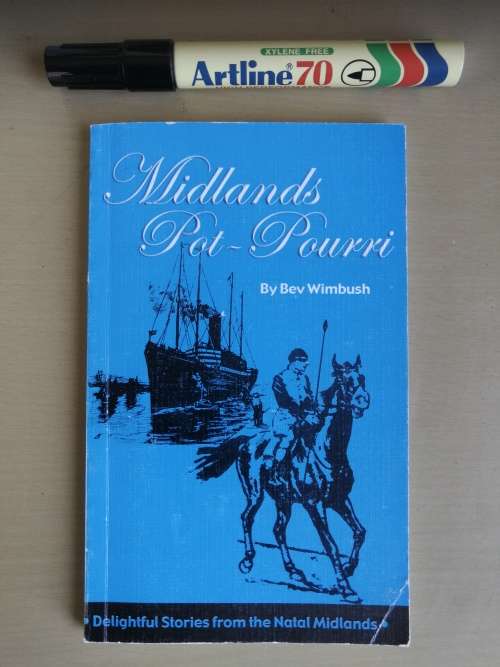 XYLENE FREE
Artline® 70
Midlands
Pot-Pourri
By Bev Wimbush
Delightful Stories from the Natal Midlands